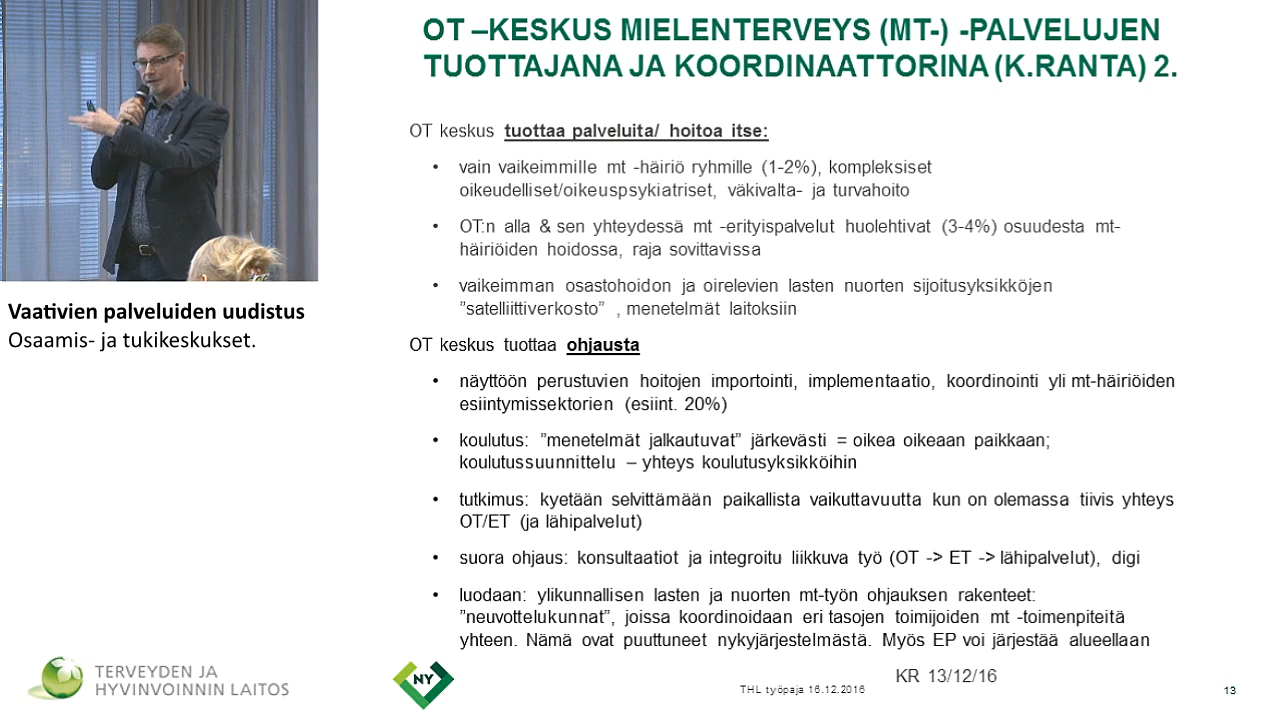 OT –KESKUS MIELENTERVEYS (MT-) -PALVELUJEN
TUOTTAJANA JA KOORDINAATTORINA (K.RANTA) 2.
OT keskus tuottaa palveluita/ hoitoa itse:
• vain vaikeimmille mt -häiriö ryhmille (1-2%), kompleksiset
oikeudelliset/oikeuspsykiatriset, väkivalta- ja turvahoito
• OT:n alla & sen yhteydessä mt -erityispalvelut huolehtivat (3-4%) osuudesta mt-
häiriöiden hoidossa, raja sovittavissa
• vaikeimman osastohoidon ja oirelevien lasten nuorten sijoitusyksikköjen
”satelliittiverkosto” , menetelmät laitoksiin
Vaativien palveluiden uudistus
Osaamis- ja tukikeskukset.
OT keskus tuottaa ohjausta
• näyttöön perustuvien hoitojen importointi, implementaatio, koordinointi yli mt-häiriöiden
esiintymissektorien (esiint. 20%)
• koulutus: ”menetelmät jalkautuvat” järkevästi = oikea oikeaan paikkaan;
koulutussuunnittelu – yhteys koulutusyksikköihin
• tutkimus: kyetään selvittämään paikallista vaikuttavuutta kun on olemassa tiivis yhteys
OT/ET (ja lähipalvelut)
• suora ohjaus: konsultaatiot ja integroitu liikkuva työ (OT -> ET -> lähipalvelut), digi
• luodaan: ylikunnallisen lasten ja nuorten mt-työn ohjauksen rakenteet:
”neuvottelukunnat”, joissa koordinoidaan eri tasojen toimijoiden mt -toimenpiteitä
yhteen. Nämä ovat puuttuneet nykyjärjestelmästä. Myös EP voi järjestää alueellaan
TERVEYDEN JA
HYVINVOINNIN LAITOS
NY
THL työpaja 16.12.2016
KR 13/12/16
13